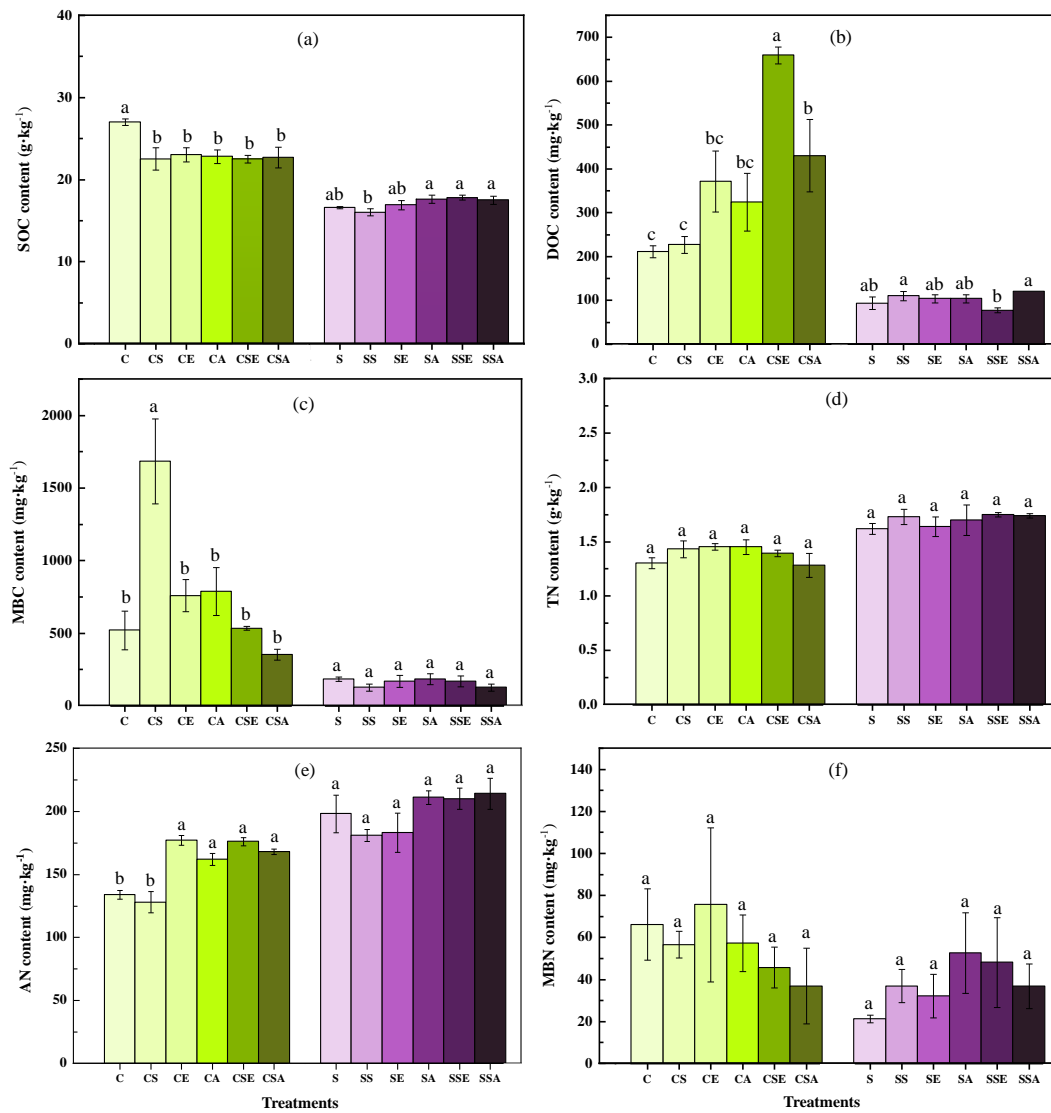 (a)
SOC content (g·kg⁻¹)
40
30
20
10
0
a b b b b b ab b ab a a a
C CS CE CA CSE CSA S SS SE SA SSE SSA
(b)
DOC content (mg·kg⁻¹)
700
600
500
400
300
200
100
0
c c bc bc a b ab a ab ab b a
C CS CE CA CSE CSA S SS SE SA SSE SSA
(c)
MBC content (mg·kg⁻¹)
2000
1500
1000
500
0
b a b b b b a a a a a a
C CS CE CA CSE CSA S SS SE SA SSE SSA
(d)
TN content (g·kg⁻¹)
3.0
2.5
2.0
1.5
1.0
0.5
0.0
a a a a a a a a a a a a
C CS CE CA CSE CSA S SS SE SA SSE SSA
(e)
AN content (mg·kg⁻¹)
250
200
150
100
50
0
b b a a a a a a a a a a
C CS CE CA CSE CSA S SS SE SA SSE SSA
Treatments
(f)
MBN content (mg·kg⁻¹)
140
120
100
80
60
40
20
0
a a a a a a a a a a a a
C CS CE CA CSE CSA S SS SE SA SSE SSA
Treatments